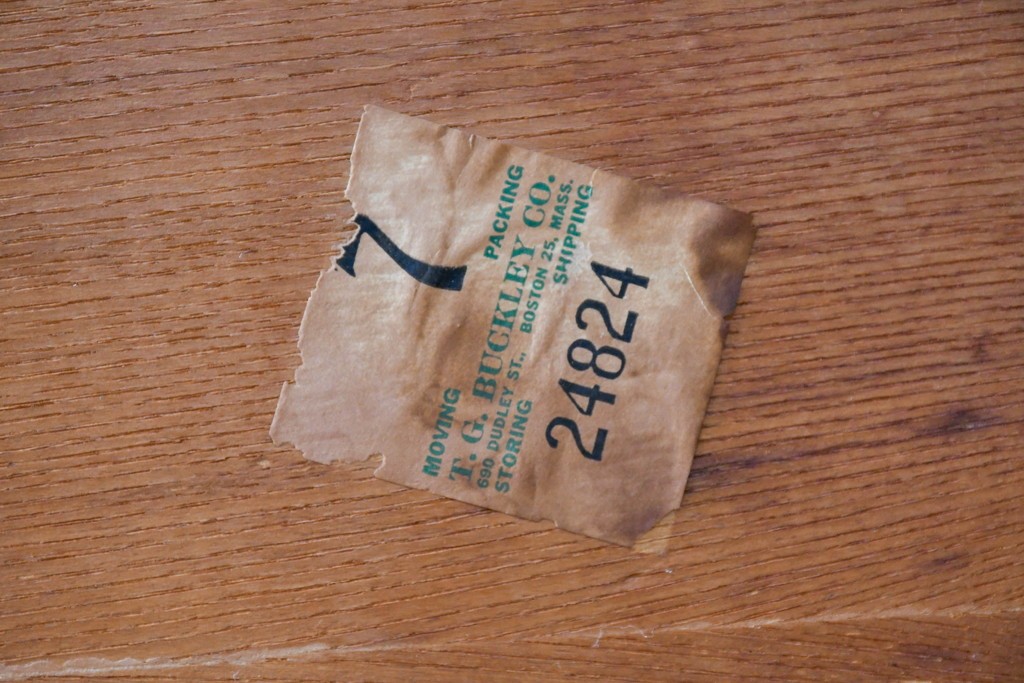 7
MOVING PACKING
T. G. BUCKLEY CO.
690 DUDLEY ST., BOSTON 25, MASS.
STORING SHIPPING
24824